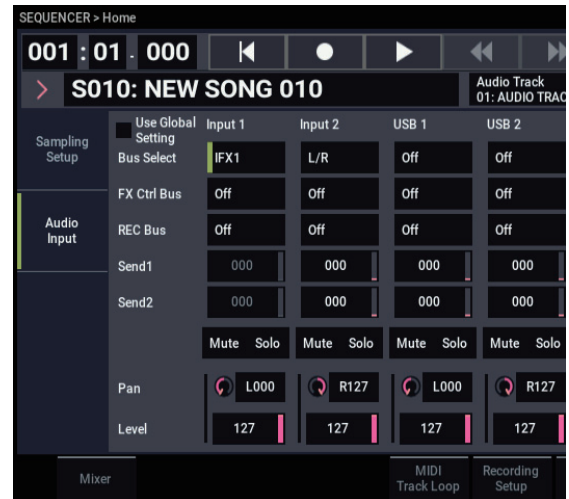 SEQUENCER > Home
001 : 01 . 000
S010: NEW SONG 010
Audio Track
01: AUDIO TRAC
Sampling
Setup
Audio
Input
Use Global
Setting
Input 1 Input 2 USB 1 USB 2
Bus Select IFX1 L/R Off Off
FX Ctrl Bus Off Off Off Off
REC Bus Off Off Off Off
Send1 000 000 000 000
Send2 000 000 000 000
Mute Solo Mute Solo Mute Solo Mute Solo
Pan L000 R127 L000 R127
Level 127 127 127 127
Mixer
MIDI
Track Loop
Recording
Setup